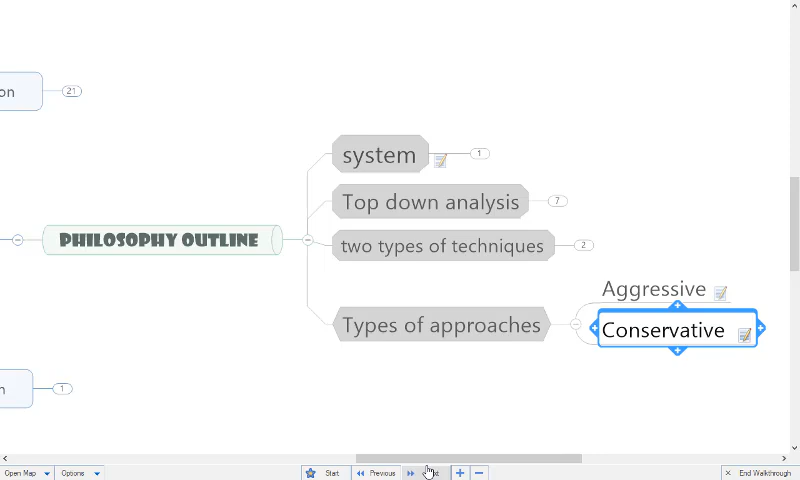 on
21
system
1
Top down analysis
7
PHILOSOPHY OUTLINE
two types of techniques
2
Aggressive
Types of approaches
Conservative
n
1
Open Map
Options
Start
Previous
End Walkthrough